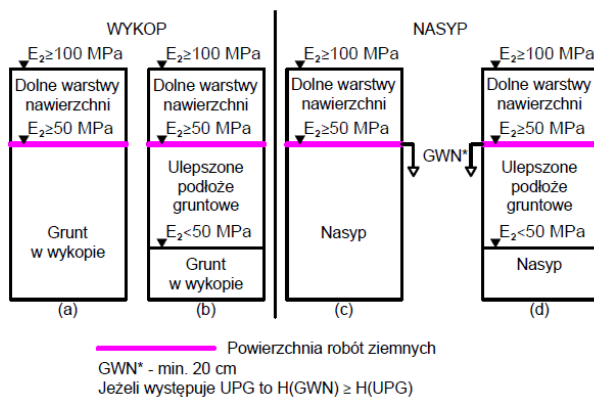 WYKOP
NASYP
E₂≥100 MPa
E₂≥100 MPa
E₂≥100 MPa
E₂≥100 MPa
Dolne warstwy
nawierzchni
Dolne warstwy
nawierzchni
Dolne warstwy
nawierzchni
Dolne warstwy
nawierzchni
E₂≥50 MPa
E₂≥50 MPa
E₂≥50 MPa
E₂≥50 MPa
GWN*
Grunt
w wykopie
Ulepszone
podłoże
gruntowe
Nasyp
Ulepszone
podłoże
gruntowe
E₂<50 MPa
E₂<50 MPa
Grunt
w wykopie
Nasyp
(a)
(b)
(c)
(d)
Powierzchnia robót ziemnych
GWN* - min. 20 cm
Jeżeli występuje UPG to H(GWN) ≥ H(UPG)